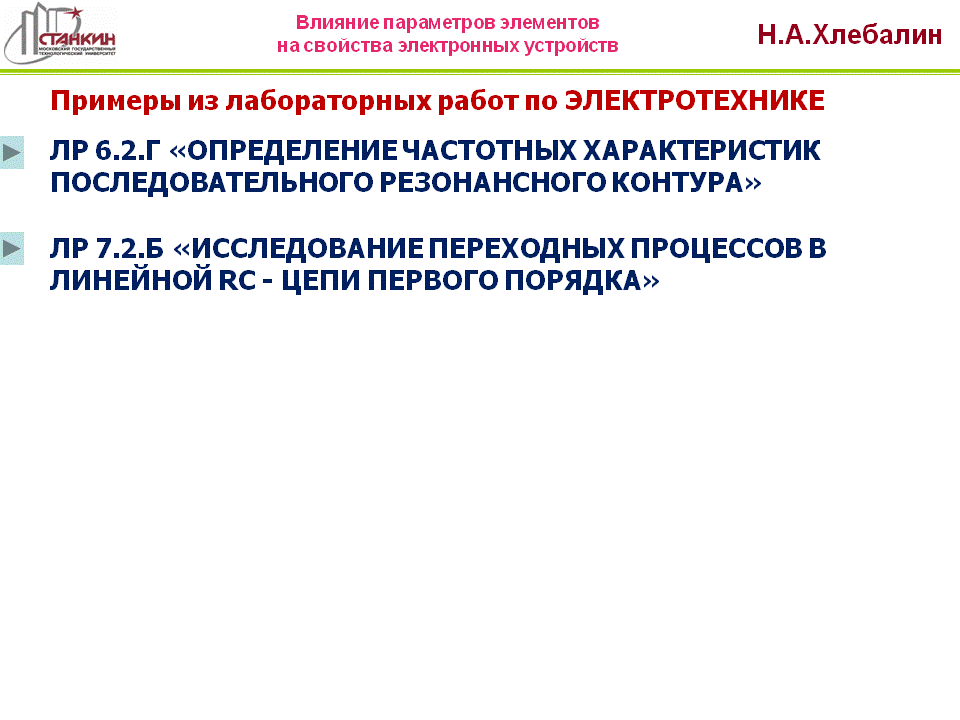 СТАНКИН
МОСКОВСКИЙ ГОСУДАРСТВЕННЫЙ
ТЕХНОЛОГИЧЕСКИЙ УНИВЕРСИТЕТ
Влияние параметров элементов
на свойства электронных устройств
Н.А.Хлебалин
Примеры из лабораторных работ по ЭЛЕКТРОТЕХНИКЕ
ЛР 6.2.Г «ОПРЕДЕЛЕНИЕ ЧАСТОТНЫХ ХАРАКТЕРИСТИК
ПОСЛЕДОВАТЕЛЬНОГО РЕЗОНАНСНОГО КОНТУРА»
ЛР 7.2.Б «ИССЛЕДОВАНИЕ ПЕРЕХОДНЫХ ПРОЦЕССОВ В
ЛИНЕЙНОЙ RC - ЦЕПИ ПЕРВОГО ПОРЯДКА»